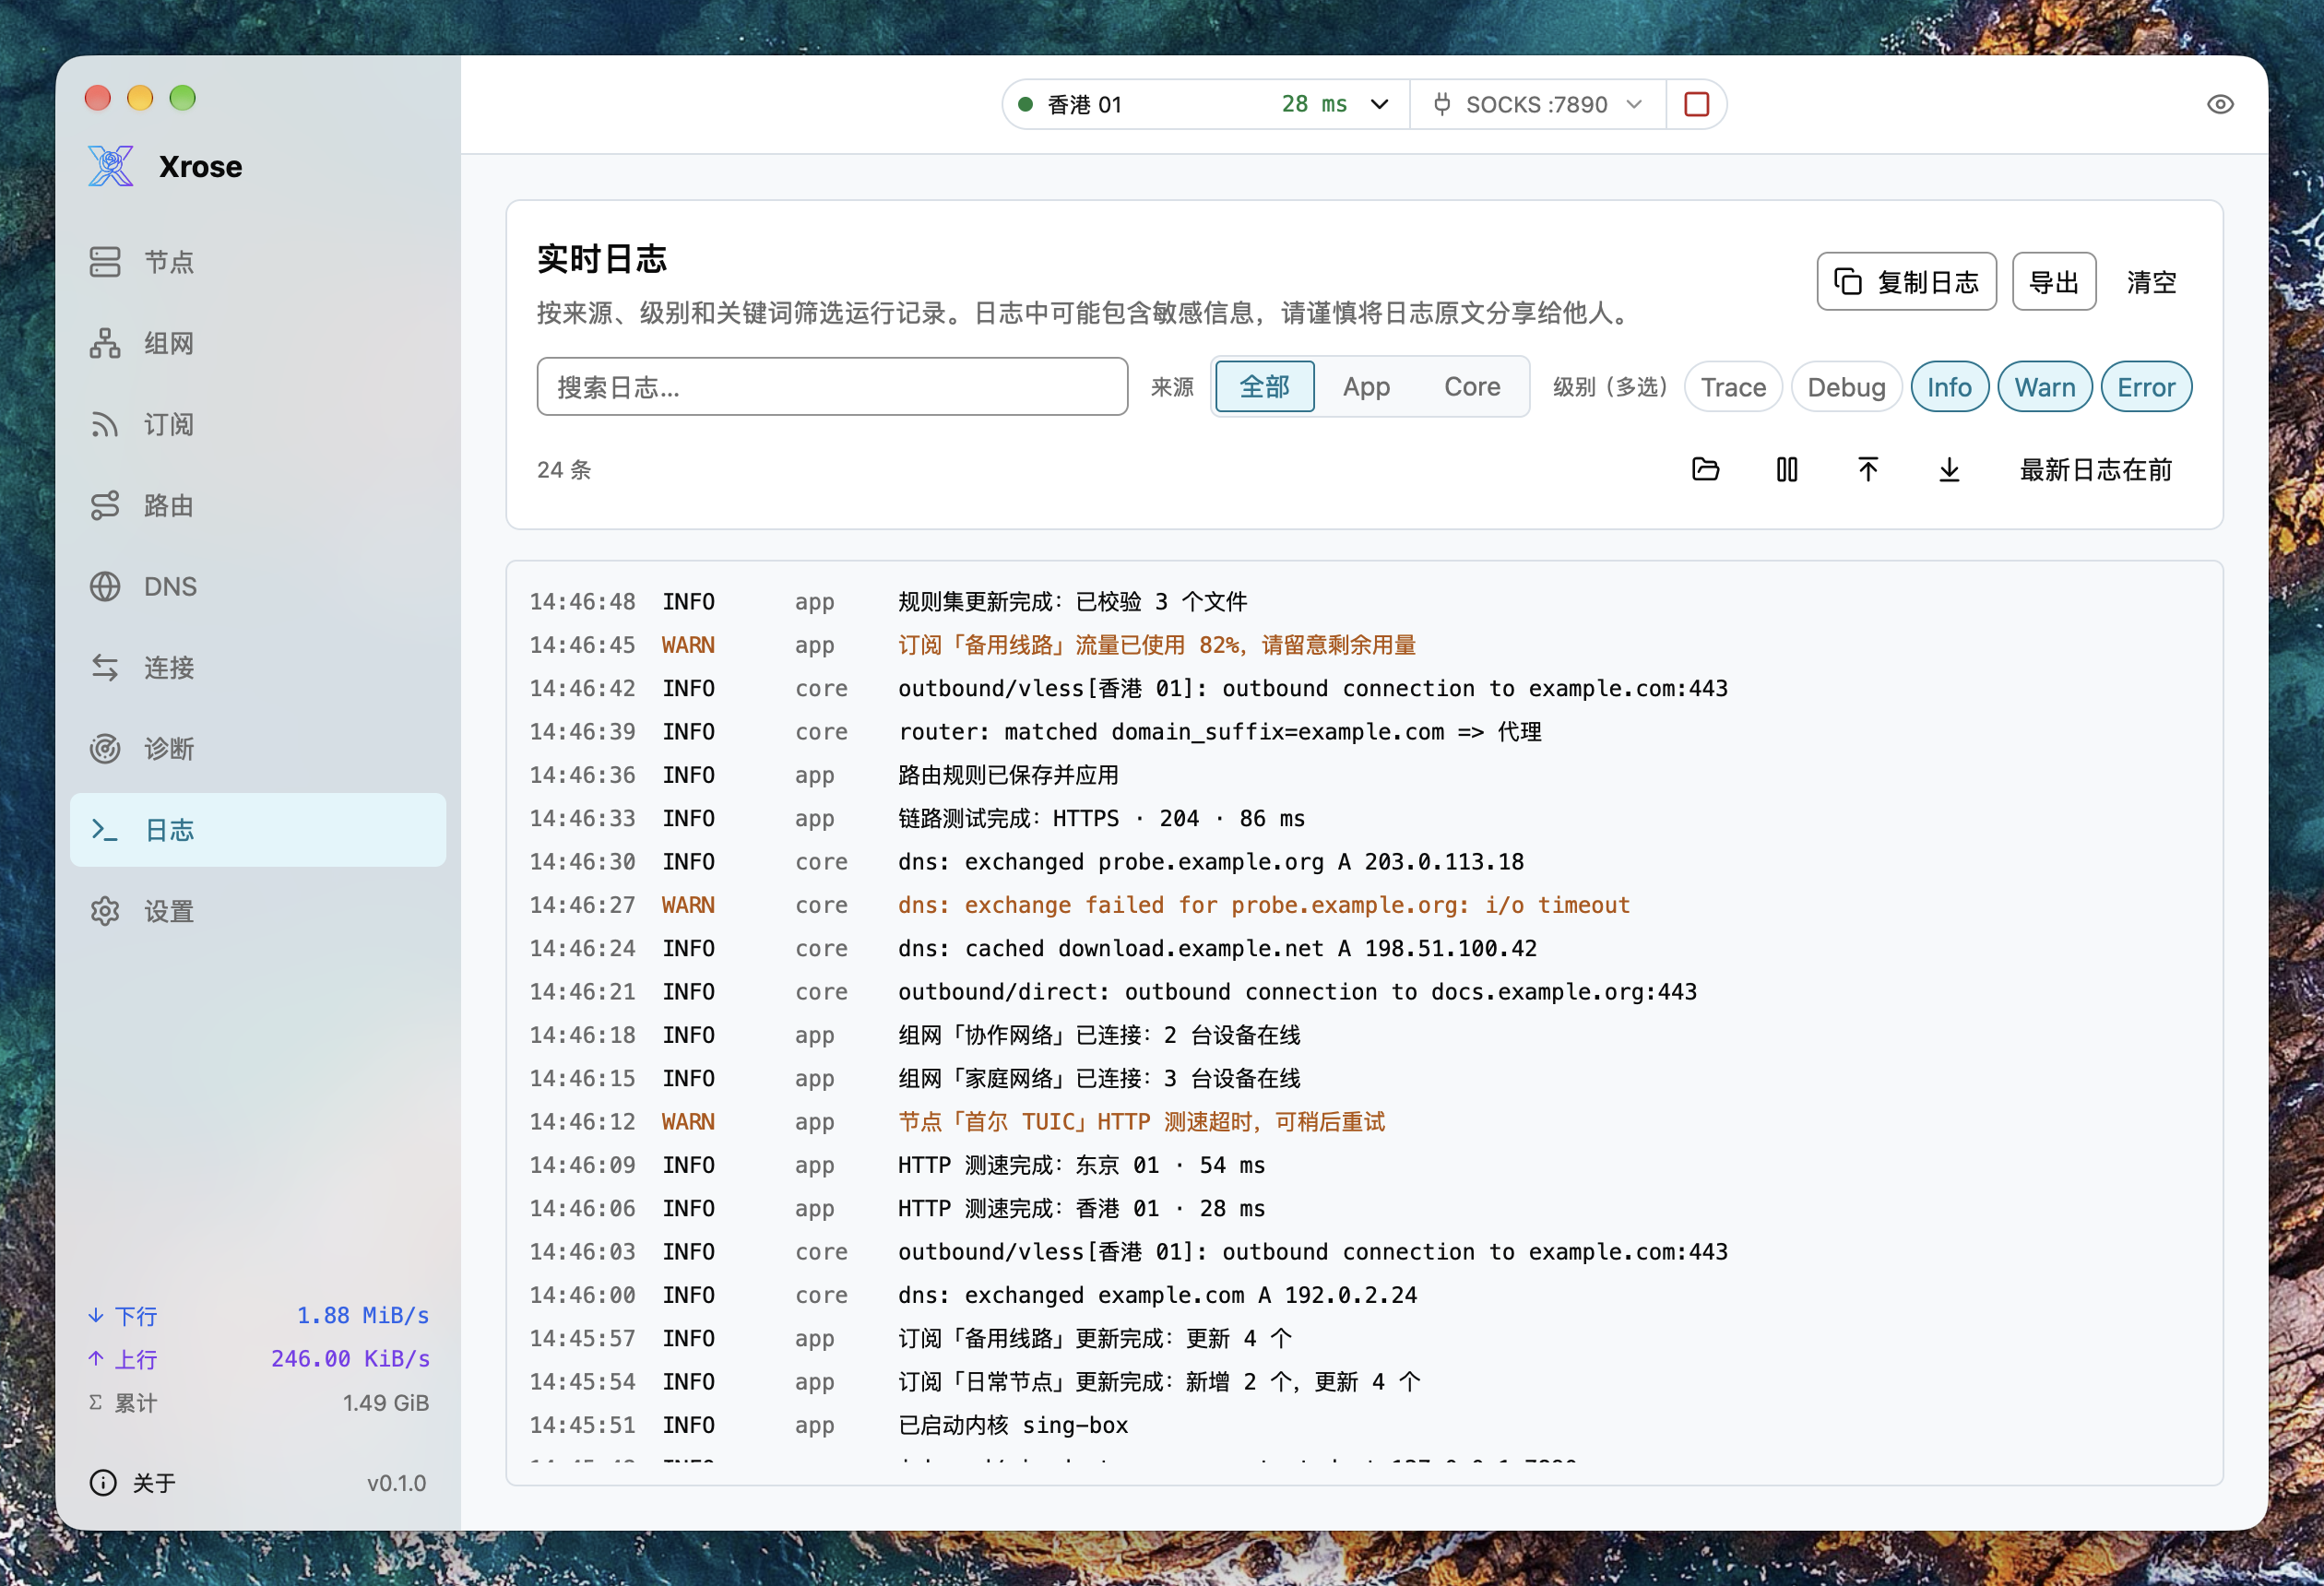 Xrose
节点
组网
订阅
路由
DNS
连接
诊断
日志
设置
下行 1.88 MiB/s
上行 246.00 KiB/s
Σ 累计 1.49 GiB
关于 v0.1.0
香港 01 28 ms SOCKS :7890
实时日志
按来源、级别和关键词筛选运行记录。日志中可能包含敏感信息，请谨慎将日志原文分享给他人。
复制日志 导出 清空
搜索日志... 来源 全部 App Core 级别（多选） Trace Debug Info Warn Error
24 条 最新日志在前
14:46:48 INFO app 规则集更新完成：已校验 3 个文件
14:46:45 WARN app 订阅「备用线路」流量已使用 82%，请留意剩余用量
14:46:42 INFO core outbound/vless[香港 01]: outbound connection to example.com:443
14:46:39 INFO core router: matched domain_suffix=example.com => 代理
14:46:36 INFO app 路由规则已保存并应用
14:46:33 INFO app 链路测试完成：HTTPS · 204 · 86 ms
14:46:30 INFO core dns: exchanged probe.example.org A 203.0.113.18
14:46:27 WARN core dns: exchange failed for probe.example.org: i/o timeout
14:46:24 INFO core dns: cached download.example.net A 198.51.100.42
14:46:21 INFO core outbound/direct: outbound connection to docs.example.org:443
14:46:18 INFO app 组网「协作网络」已连接：2 台设备在线
14:46:15 INFO app 组网「家庭网络」已连接：3 台设备在线
14:46:12 WARN app 节点「首尔 TUIC」HTTP 测速超时，可稍后重试
14:46:09 INFO app HTTP 测速完成：东京 01 · 54 ms
14:46:06 INFO app HTTP 测速完成：香港 01 · 28 ms
14:46:03 INFO core outbound/vless[香港 01]: outbound connection to example.com:443
14:46:00 INFO core dns: exchanged example.com A 192.0.2.24
14:45:57 INFO app 订阅「备用线路」更新完成：更新 4 个
14:45:54 INFO app 订阅「日常节点」更新完成：新增 2 个，更新 4 个
14:45:51 INFO app 已启动内核 sing-box